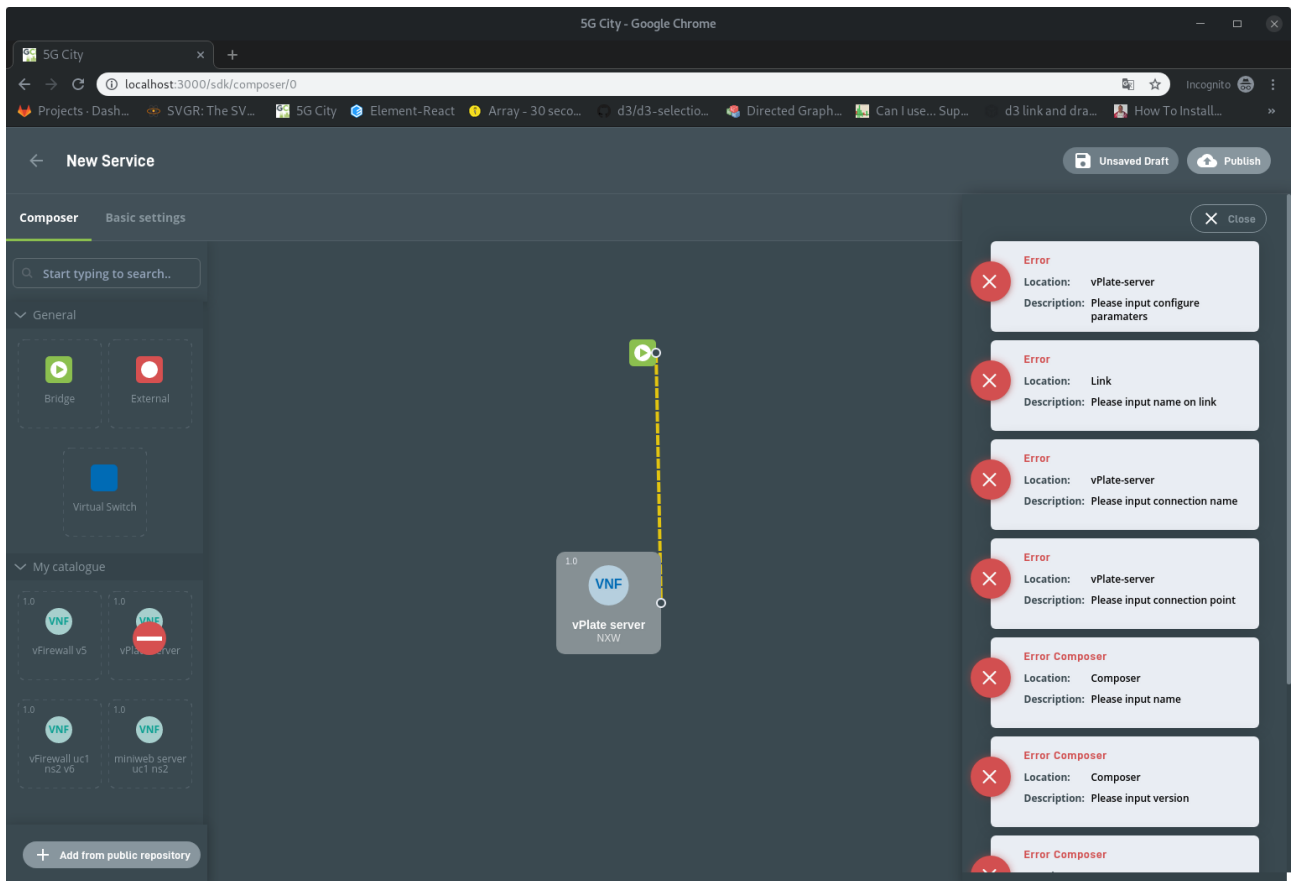 5G City - Google Chrome
5G City
localhost:3000/sdk/composer/0
Incognito
Projects · Dash...
SVGR: The SV...
5G City
Element-React
Array - 30 seco...
d3/d3-selectio...
Directed Graph...
Can I use... Sup...
d3 link and dra...
How To Install...
»
New Service
Unsaved Draft
Publish
Composer
Basic settings
Close
Start typing to search..
General
Bridge
External
Virtual Switch
My catalogue
1.0
VNF
vFirewall v5
1.0
1.0
VNF
vFirewall uc1
ns2 v6
1.0
VNF
miniweb server
uc1 ns2
Add from public repository
1.0
VNF
vPlate server
NXW
Error
Location: vPlate-server
Description: Please input configure
paramaters
Error
Location: Link
Description: Please input name on link
Error
Location: vPlate-server
Description: Please input connection name
Error
Location: vPlate-server
Description: Please input connection point
Error Composer
Location: Composer
Description: Please input name
Error Composer
Location: Composer
Description: Please input version
Error Composer